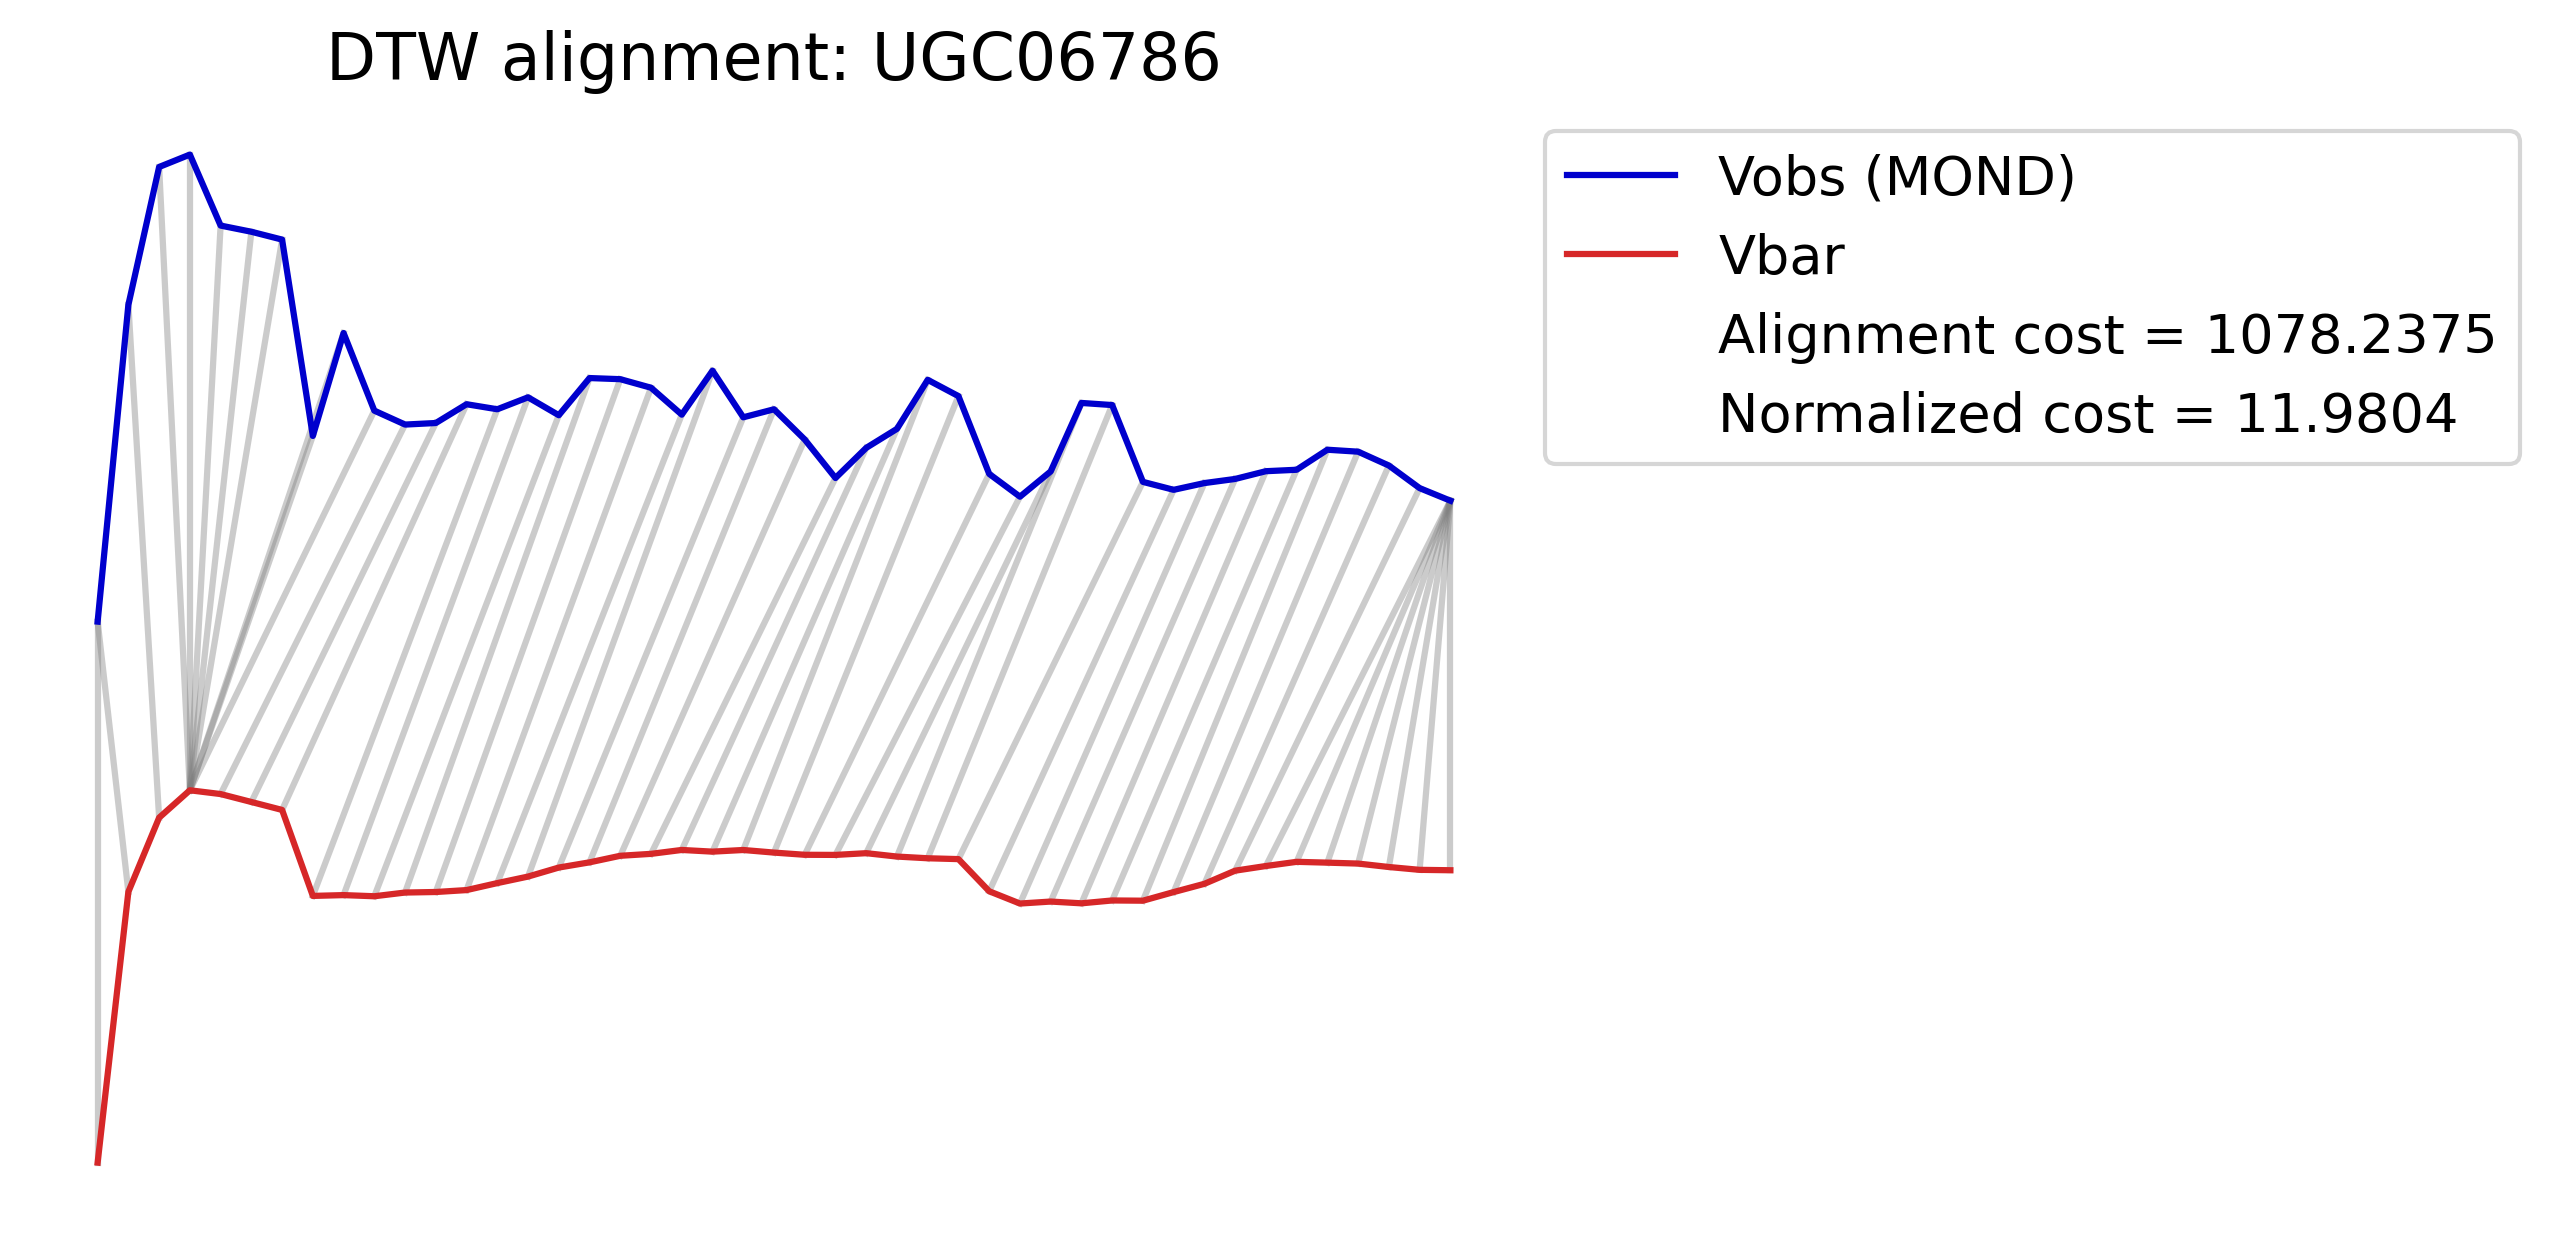 DTW alignment: UGC06786
Vobs (MOND)
Vbar
Alignment cost = 1078.2375
Normalized cost = 11.9804